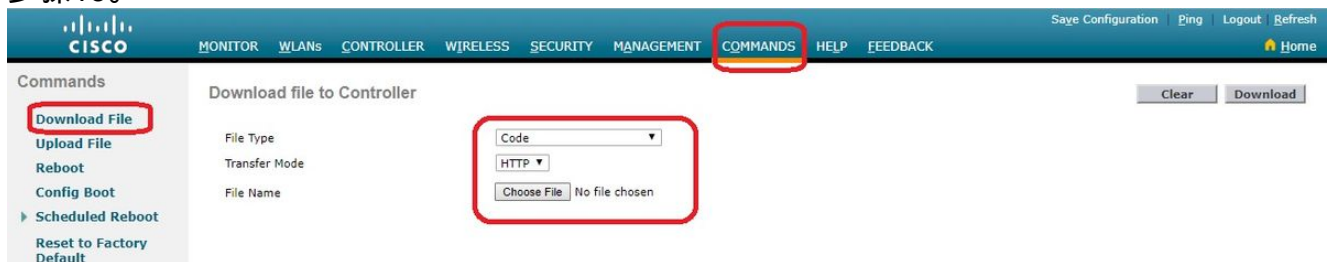 Save Configuration Ping Logout Refresh
CISCO MONITOR WLANs CONTROLLER WIRELESS SECURITY MANAGEMENT COMMANDS HELP FEEDBACK Home
Commands
Download File
Upload File
Reboot
Config Boot
Scheduled Reboot
Reset to Factory
Default
Download file to Controller
Clear Download
File Type Code
Transfer Mode HTTP
File Name Choose File No file chosen